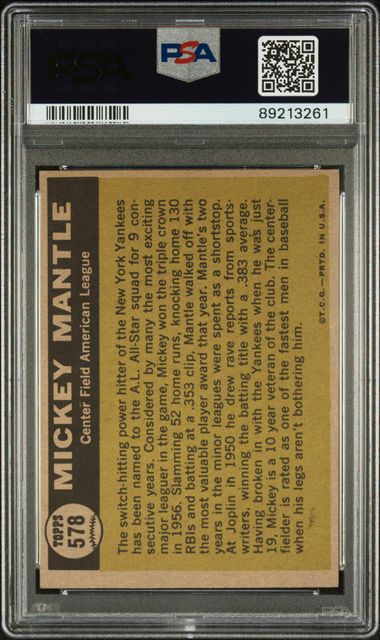 PSA
PSA
89213261
TOPPS
578
MICKEY MANTLE
Center Field American League
The switch-hitting power hitter of the New York Yankees
has been named to the A.L. All-Star squad for 9 con-
secutive years. Considered by many the most exciting
major leaguer in the game, Mickey won the triple crown
in 1956. Slamming 52 home runs, knocking home 130
RBIs and batting at a .353 clip, Mantle walked off with
the most valuable player award that year. Mantle's two
years in the minor leagues were spent as a shortstop.
At Joplin in 1950 he drew rave reports from sports-
writers, winning the batting title with a .383 average.
Having broken in with the Yankees when he was just
19, Mickey is a 10 year veteran of the club. The center-
fielder is rated as one of the fastest men in baseball
when his legs aren't bothering him.
©T.C.G. — PRTD. IN U.S.A.